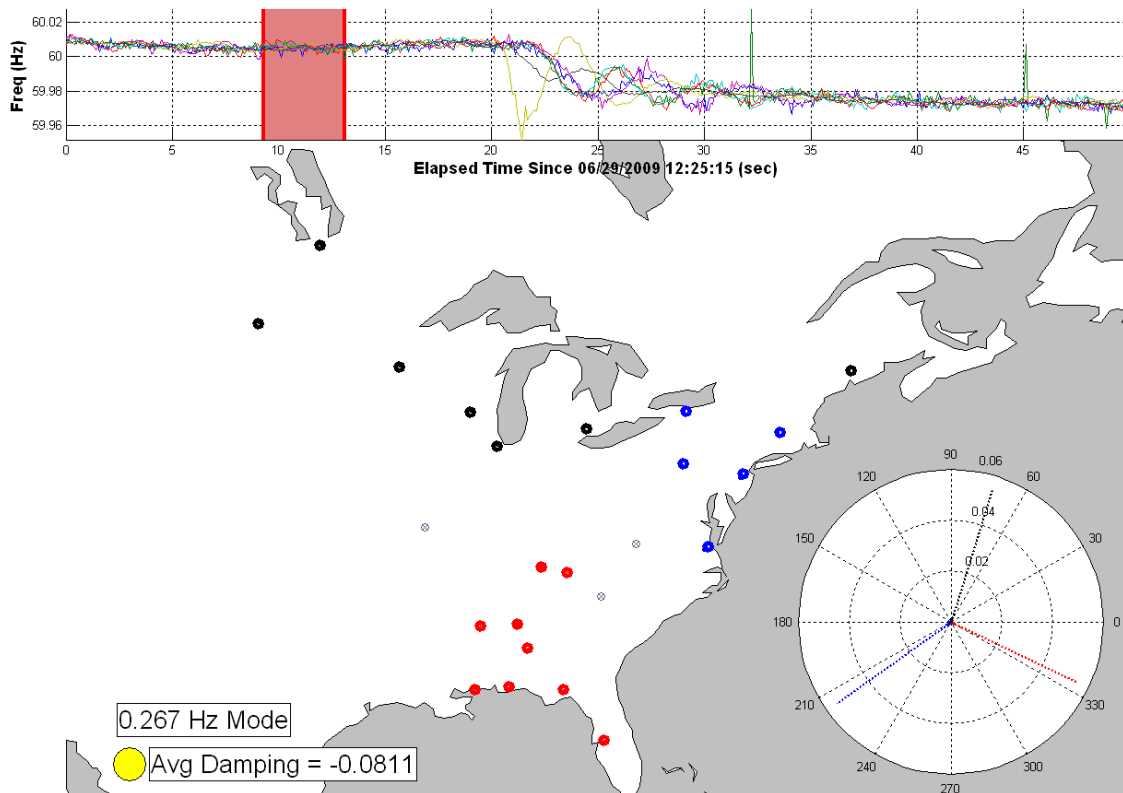 60.02
60
59.98
59.96
Freq (Hz)
0 5 10 15 20 25 30 35 40 45
Elapsed Time Since 06/29/2009 12:25:15 (sec)
90
0.06
120 60
0.04
150 30
0.02
180 0
210 330
240 300
270
0.267 Hz Mode
Avg Damping = -0.0811